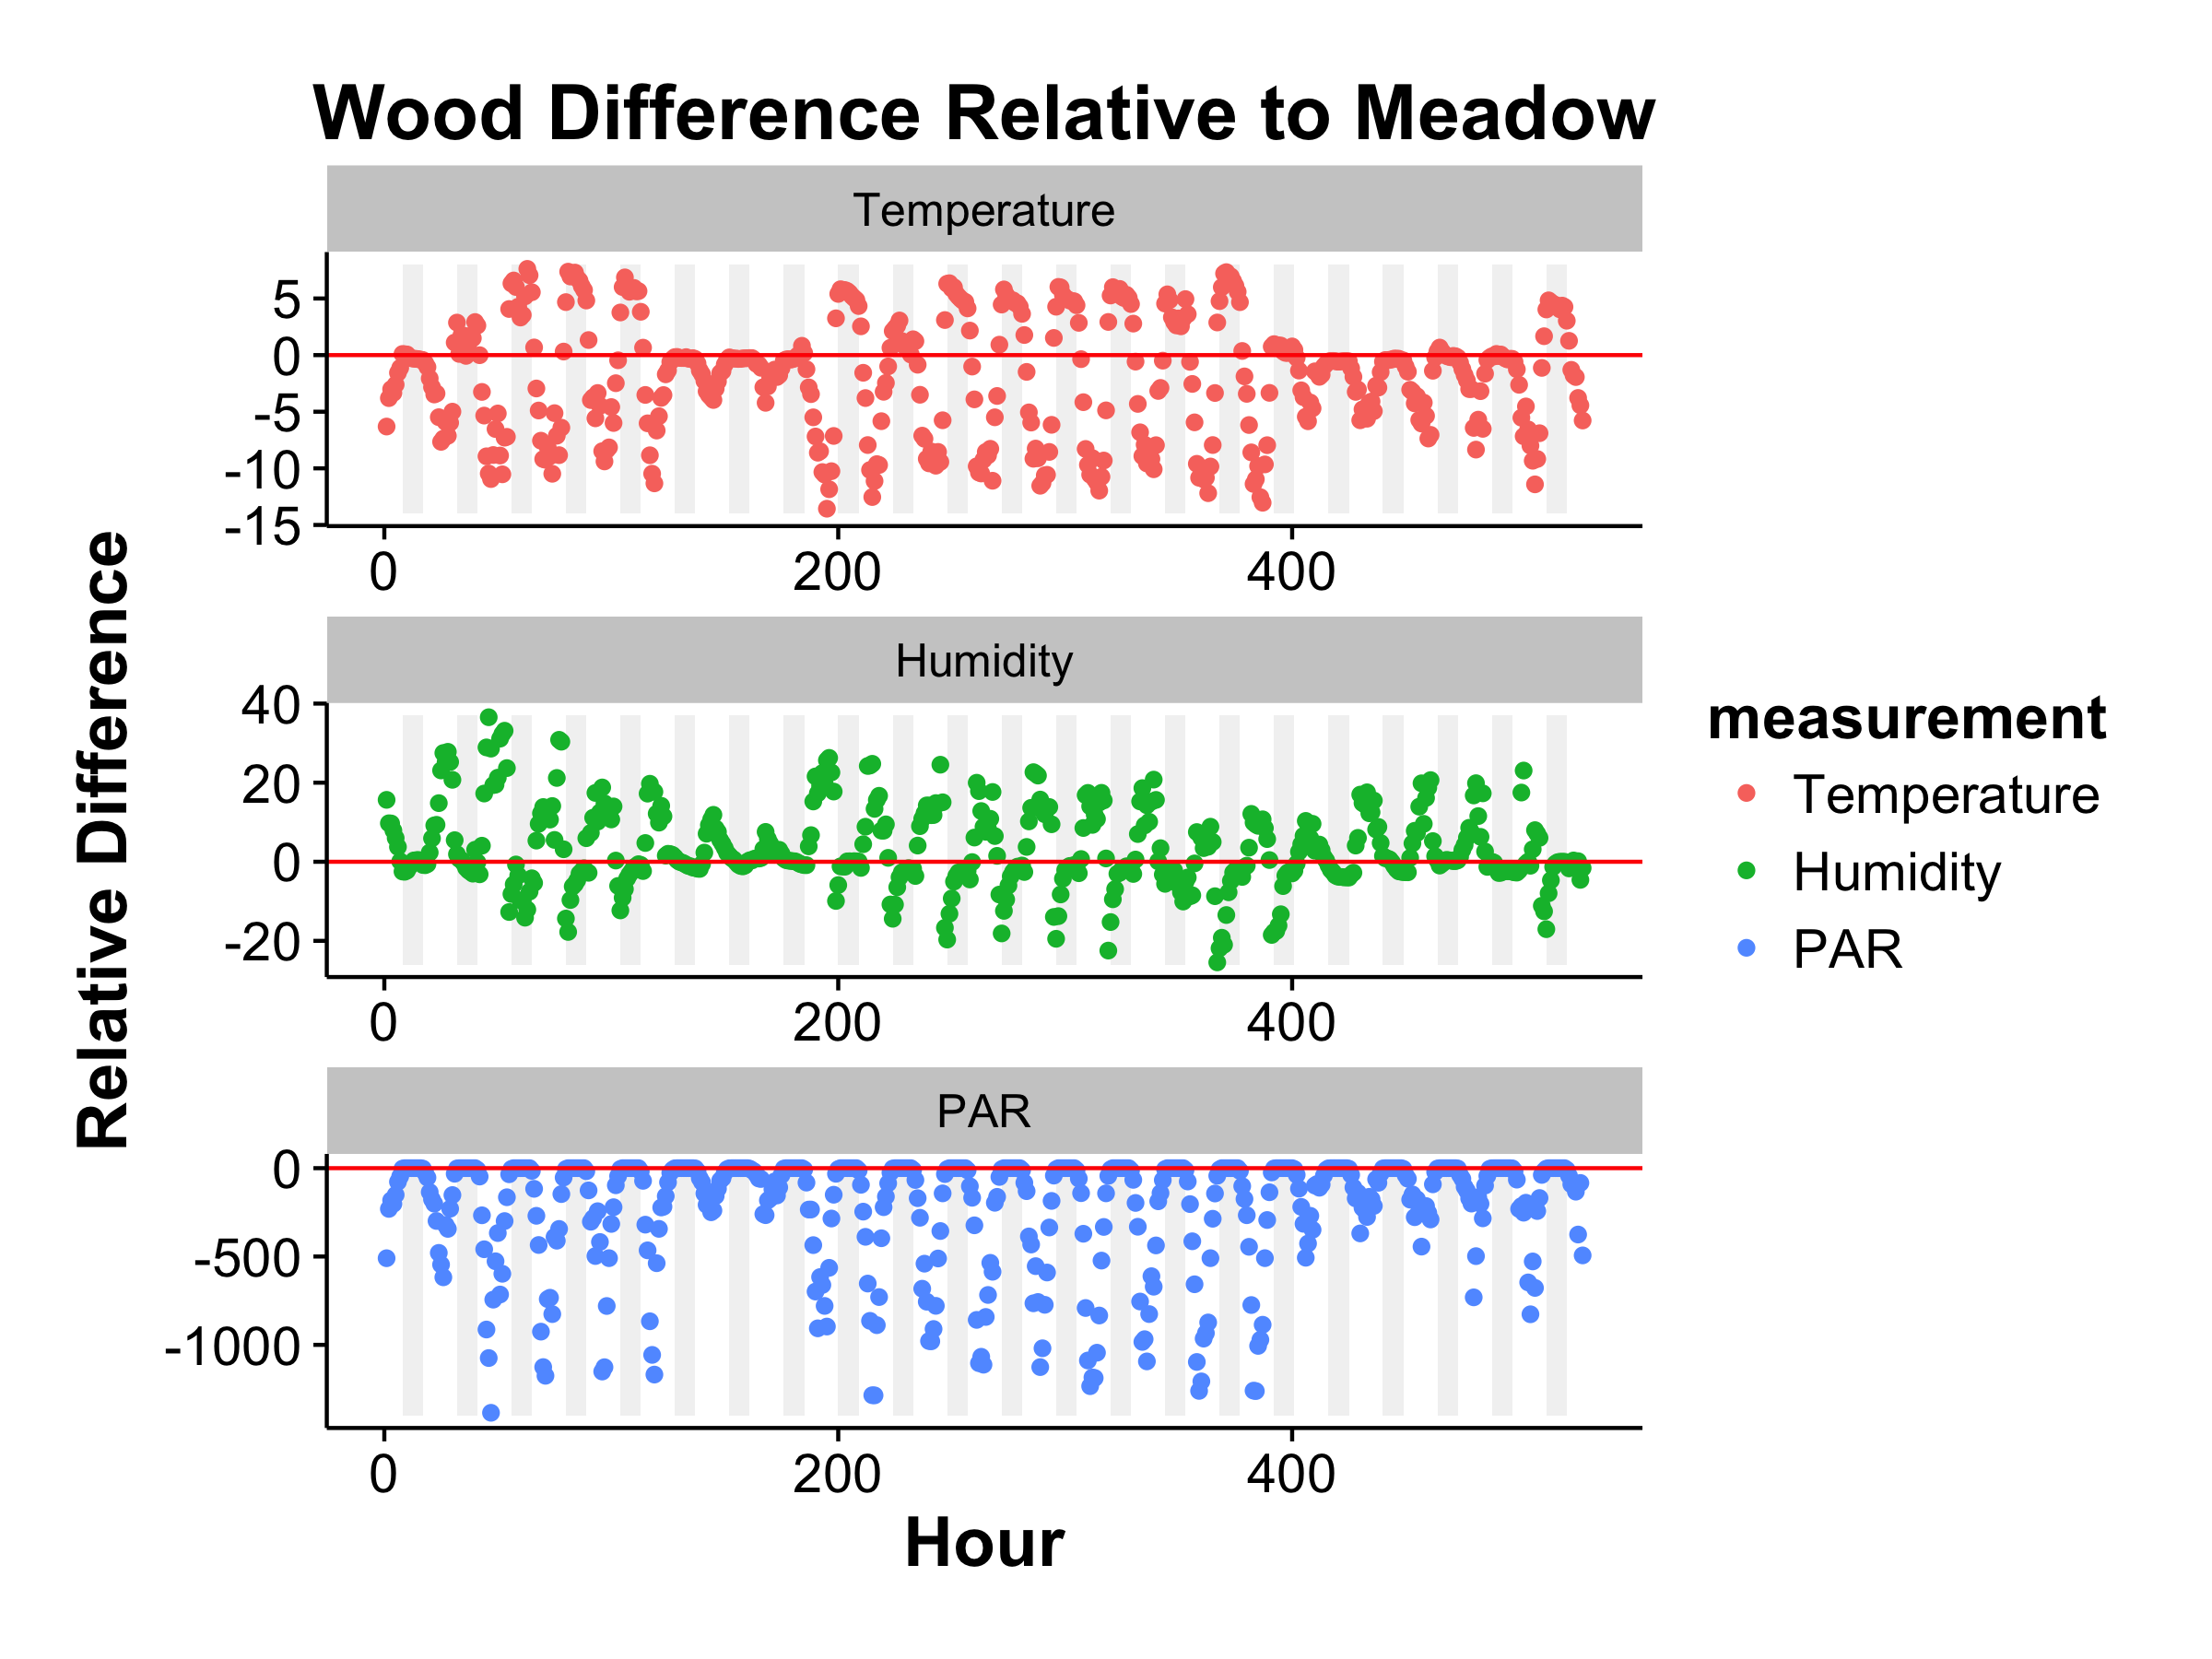 Wood Difference Relative to Meadow
Temperature
5
0
-5
-10
-15
0 200 400
Humidity
40
20
0
-20
0 200 400
PAR
0
-500
-1000
0 200 400
Hour
Relative Difference
measurement
Temperature
Humidity
PAR